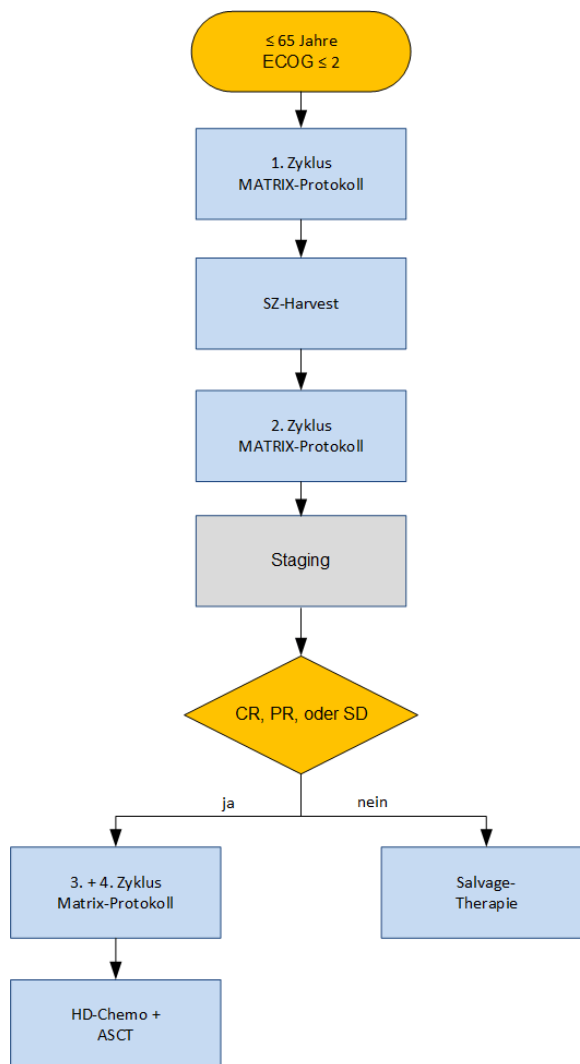 ≤ 65 Jahre
ECOG ≤ 2
1. Zyklus
MATRIX-Protokoll
SZ-Harvest
2. Zyklus
MATRIX-Protokoll
Staging
CR, PR, oder SD
ja
nein
3. + 4. Zyklus
Matrix-Protokoll
Salvage-
Therapie
HD-Chemo +
ASCT